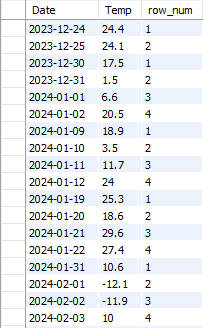 Date Temp row_num
2023-12-24 24.4 1
2023-12-25 24.1 2
2023-12-30 17.5 1
2023-12-31 1.5 2
2024-01-01 6.6 3
2024-01-02 20.5 4
2024-01-09 18.9 1
2024-01-10 3.5 2
2024-01-11 11.7 3
2024-01-12 24 4
2024-01-19 25.3 1
2024-01-20 18.6 2
2024-01-21 29.6 3
2024-01-22 27.4 4
2024-01-31 10.6 1
2024-02-01 -12.1 2
2024-02-02 -11.9 3
2024-02-03 10 4